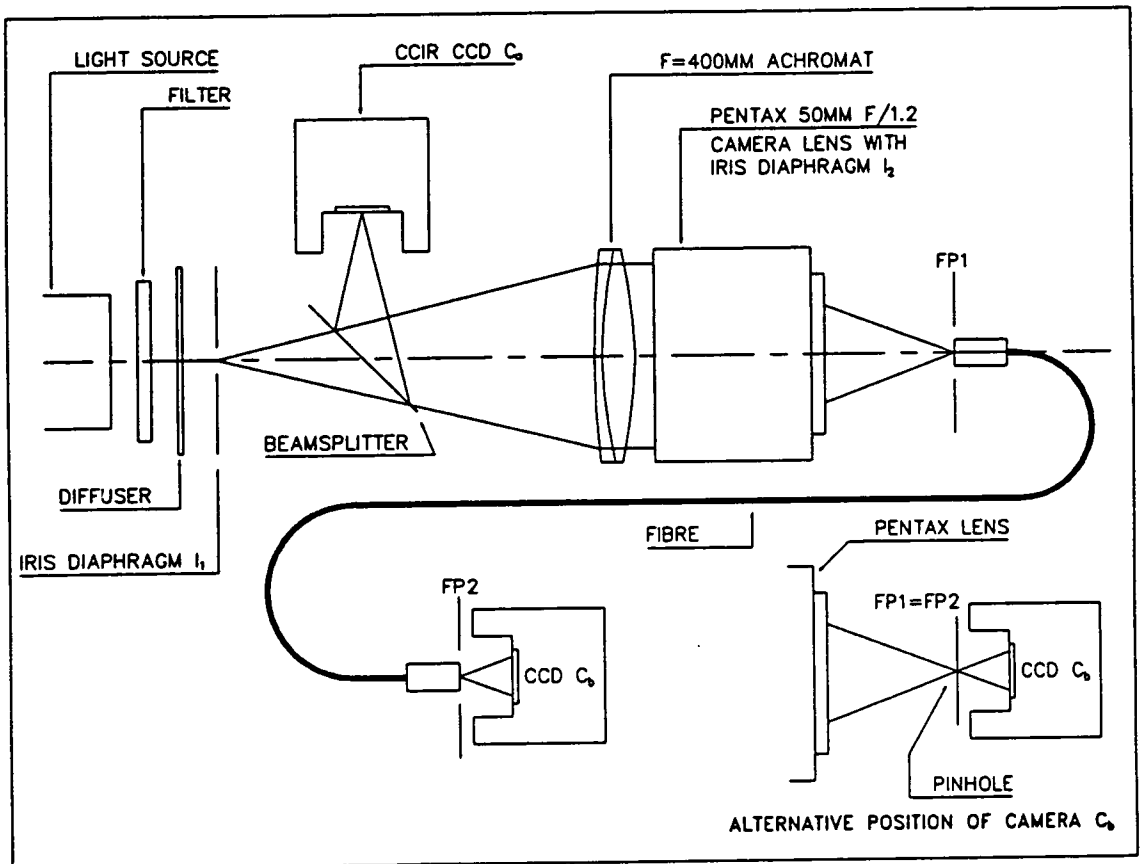 LIGHT SOURCE
FILTER
CCIR CCD Cₐ
F=400MM ACHROMAT
PENTAX 50MM F/1.2
CAMERA LENS WITH
IRIS DIAPHRAGM I₂
FP1
BEAMSPLITTER
DIFFUSER
IRIS DIAPHRAGM I₁
FIBRE
PENTAX LENS
FP2
FP1=FP2
CCD C_b
CCD C_b
PINHOLE
ALTERNATIVE POSITION OF CAMERA C_b